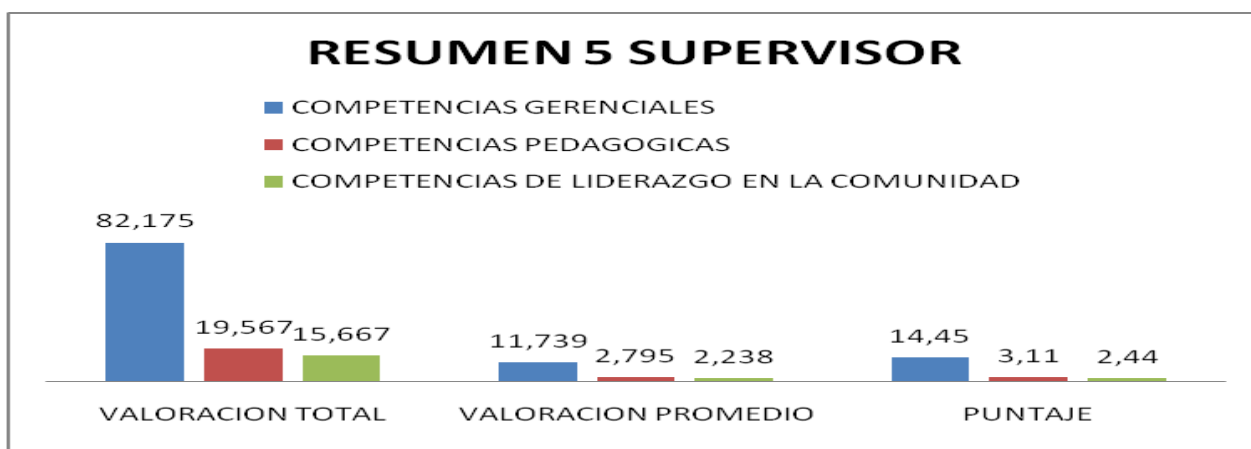 RESUMEN 5 SUPERVISOR
COMPETENCIAS GERENCIALES
COMPETENCIAS PEDAGOGICAS
COMPETENCIAS DE LIDERAZGO EN LA COMUNIDAD
82,175
19,567
15,667
11,739
2,795
2,238
14,45
3,11
2,44
VALORACION TOTAL
VALORACION PROMEDIO
PUNTAJE